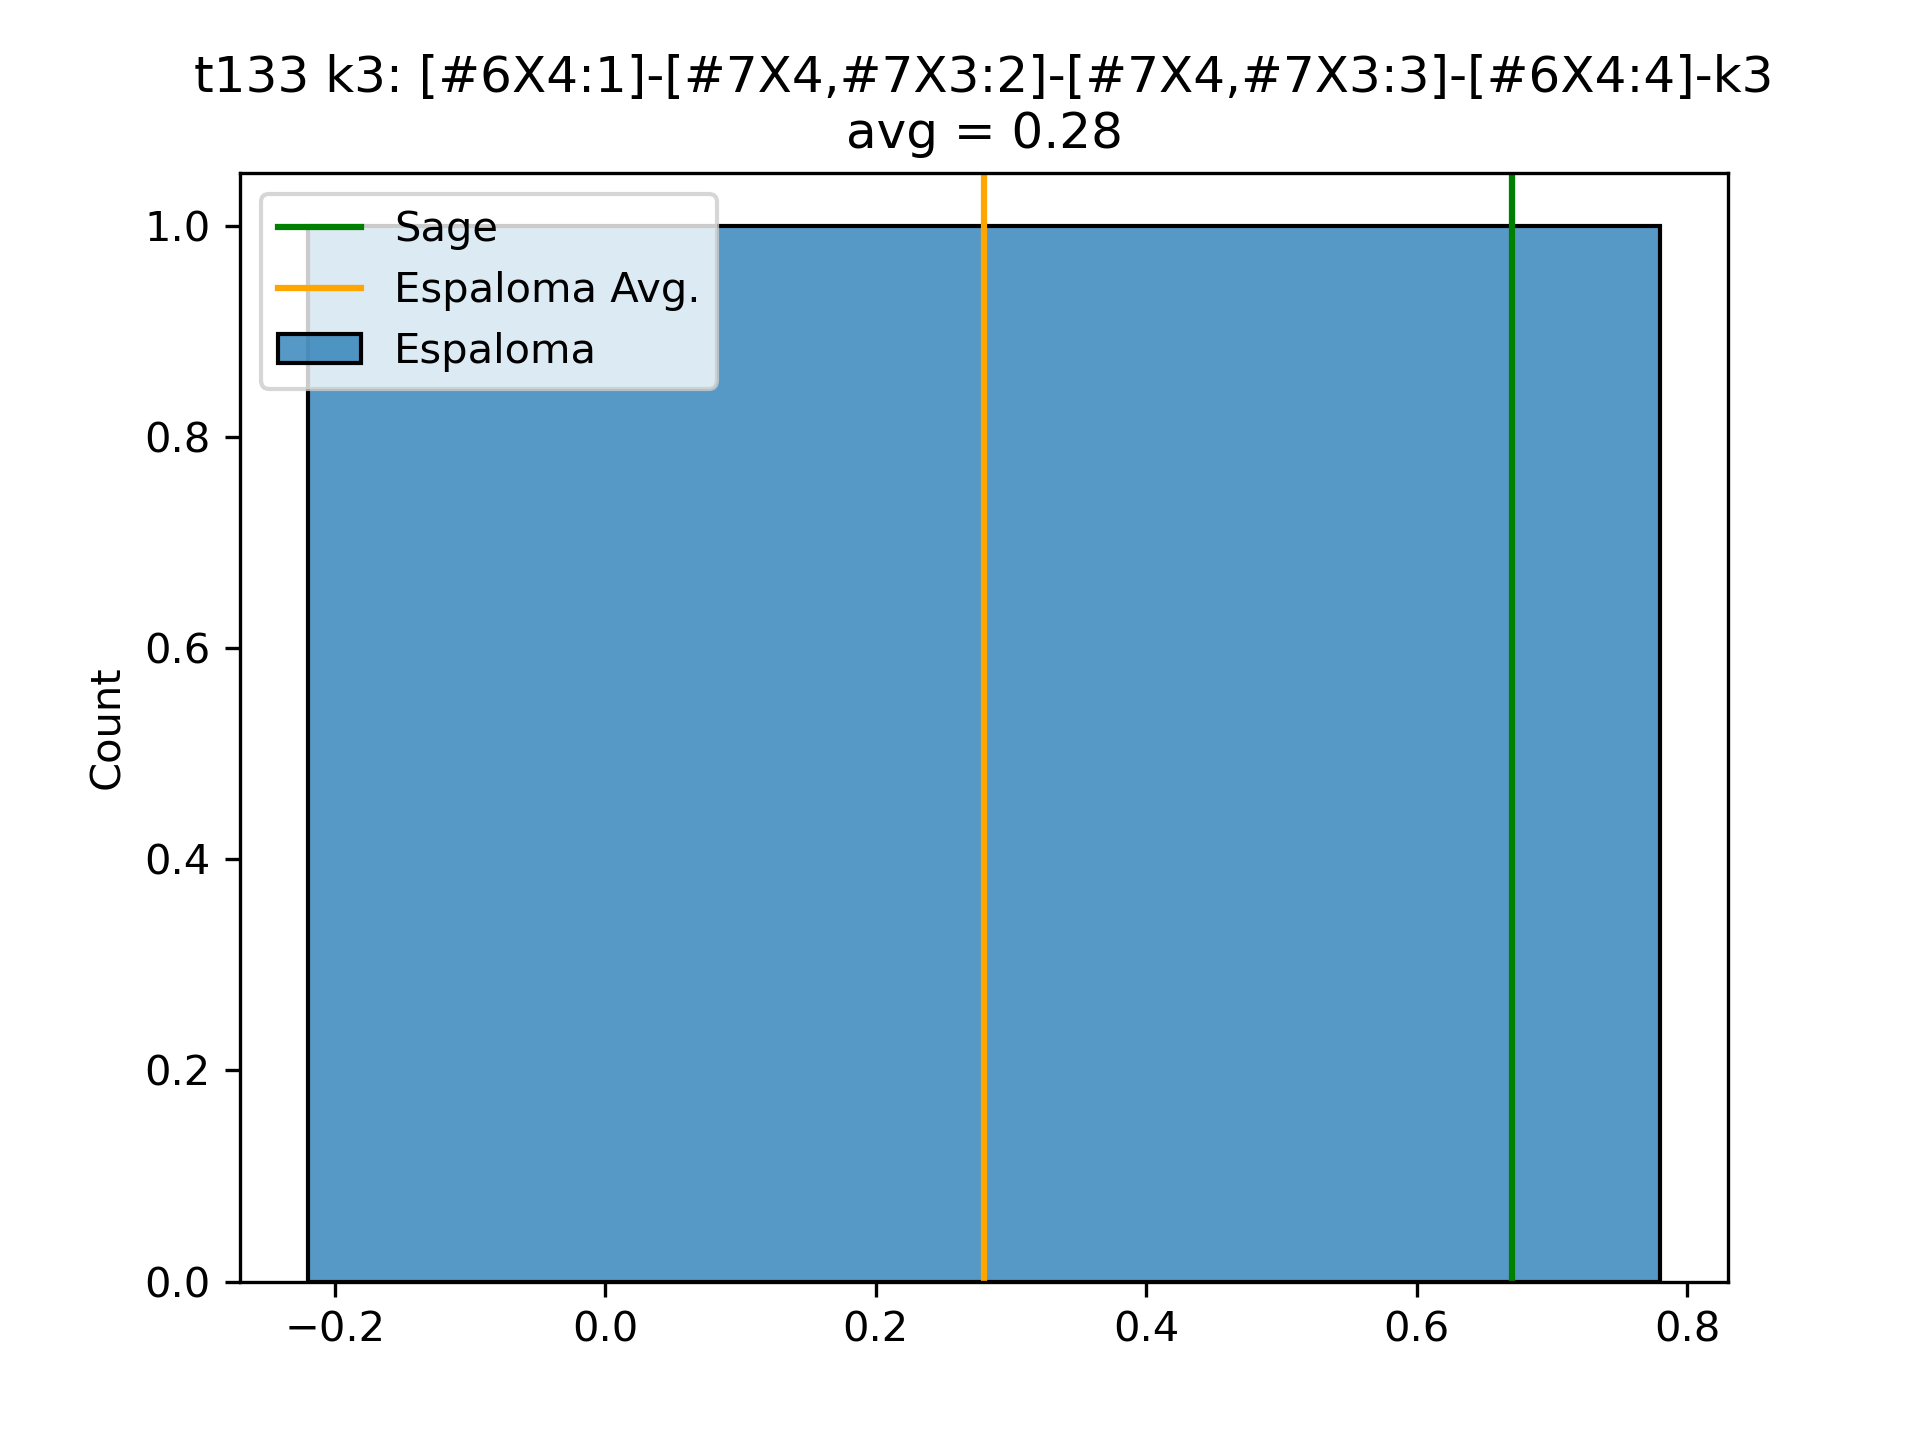 t133 k3: [#6X4:1]-[#7X4,#7X3:2]-[#7X4,#7X3:3]-[#6X4:4]-k3
avg = 0.28
Sage
Espaloma Avg.
Espaloma
1.0
0.8
0.6
0.4
0.2
0.0
Count
−0.2 0.0 0.2 0.4 0.6 0.8